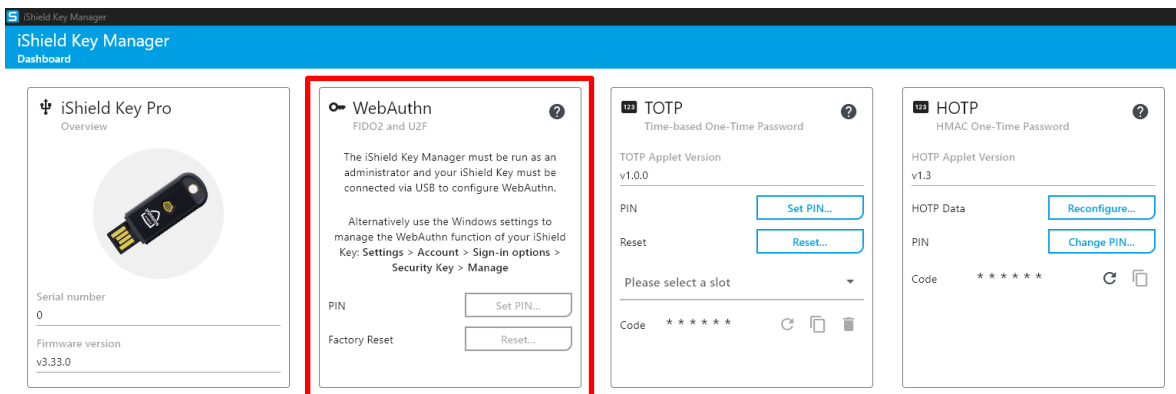 iShield Key Manager
iShield Key Manager
Dashboard
iShield Key Pro
Overview
Serial number
0
Firmware version
v3.33.0
WebAuthn
FIDO2 and U2F
The iShield Key Manager must be run as an
administrator and your iShield Key must be
connected via USB to configure WebAuthn.
Alternatively use the Windows settings to
manage the WebAuthn function of your iShield
Key: Settings > Account > Sign-in options >
Security Key > Manage
PIN Set PIN...
Factory Reset Reset...
123 TOTP
Time-based One-Time Password
TOTP Applet Version
v1.0.0
PIN Set PIN...
Reset Reset...
Please select a slot
Code * * * * * *
123 HOTP
HMAC One-Time Password
HOTP Applet Version
v1.3
HOTP Data Reconfigure...
PIN Change PIN...
Code * * * * * *